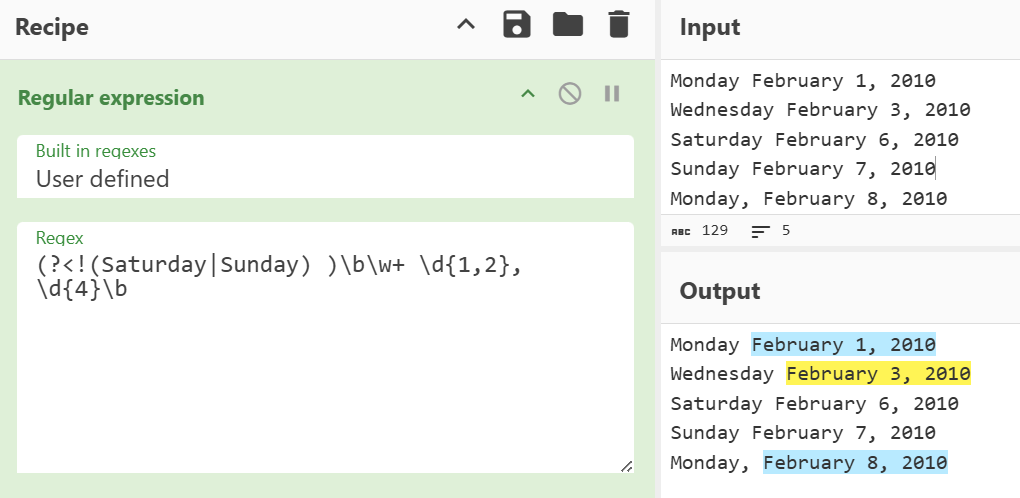 Recipe
Regular expression
Built in regexes
User defined
Regex
(?<!(Saturday|Sunday) )\b\w+ \d{1,2},
\d{4}\b
Input
Monday February 1, 2010
Wednesday February 3, 2010
Saturday February 6, 2010
Sunday February 7, 2010
Monday, February 8, 2010
ABC 129 5
Output
Monday February 1, 2010
Wednesday February 3, 2010
Saturday February 6, 2010
Sunday February 7, 2010
Monday, February 8, 2010